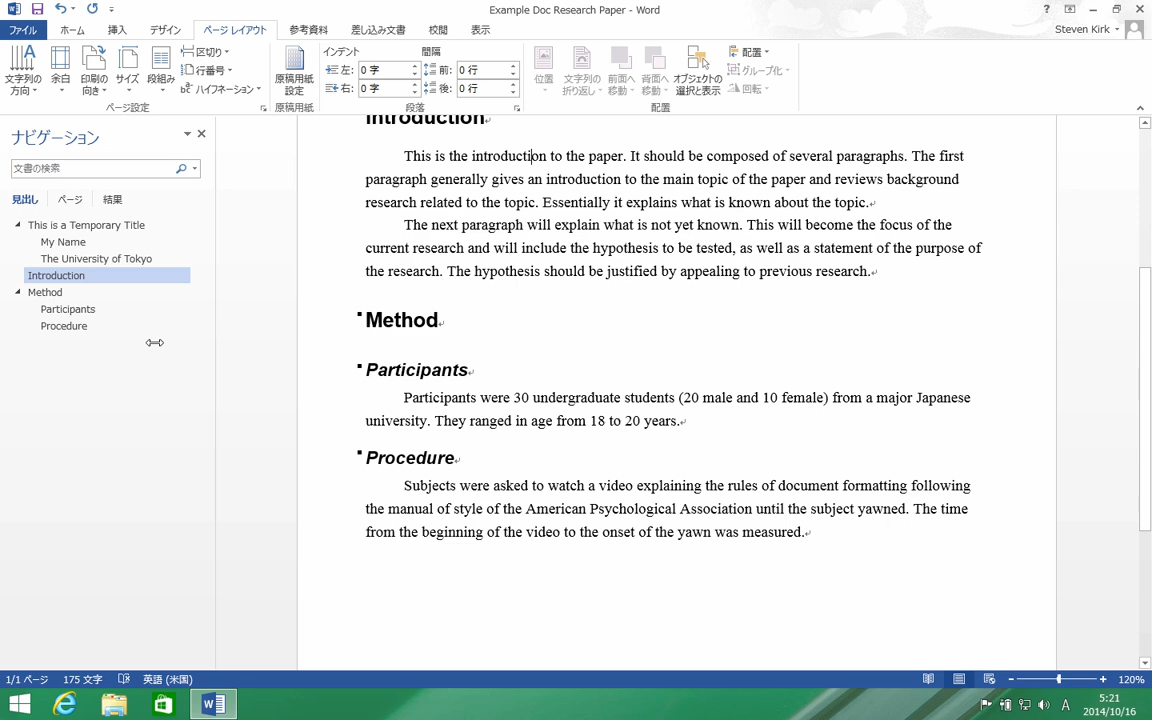 Example Doc Research Paper - Word
ファイル ホーム 挿入 デザイン ページ レイアウト 参考資料 差し込み文書 校閲 表示 Steven Kirk
文字列の方向
余白
印刷の向き
サイズ
段組み
区切り
行番号
ハイフネーション
ページ設定
原稿用紙設定
原稿用紙
インデント 間隔
左: 0 字 前: 0 行
右: 0 字 後: 0 行
段落
位置
文字列の折り返し
前面へ移動
背面へ移動
オブジェクトの選択と表示
配置
グループ化
回転
配置
ナビゲーション
文書の検索
見出し ページ 結果
This is a Temporary Title
My Name
The University of Tokyo
Introduction
Method
Participants
Procedure
Introduction
This is the introduction to the paper. It should be composed of several paragraphs. The first
paragraph generally gives an introduction to the main topic of the paper and reviews background
research related to the topic. Essentially it explains what is known about the topic.
The next paragraph will explain what is not yet known. This will become the focus of the
current research and will include the hypothesis to be tested, as well as a statement of the purpose of
the research. The hypothesis should be justified by appealing to previous research.
Method
Participants
Participants were 30 undergraduate students (20 male and 10 female) from a major Japanese
university. They ranged in age from 18 to 20 years.
Procedure
Subjects were asked to watch a video explaining the rules of document formatting following
the manual of style of the American Psychological Association until the subject yawned. The time
from the beginning of the video to the onset of the yawn was measured.
1/1 ページ 175 文字 英語 (米国) 120%
A
5:21
2014/10/16